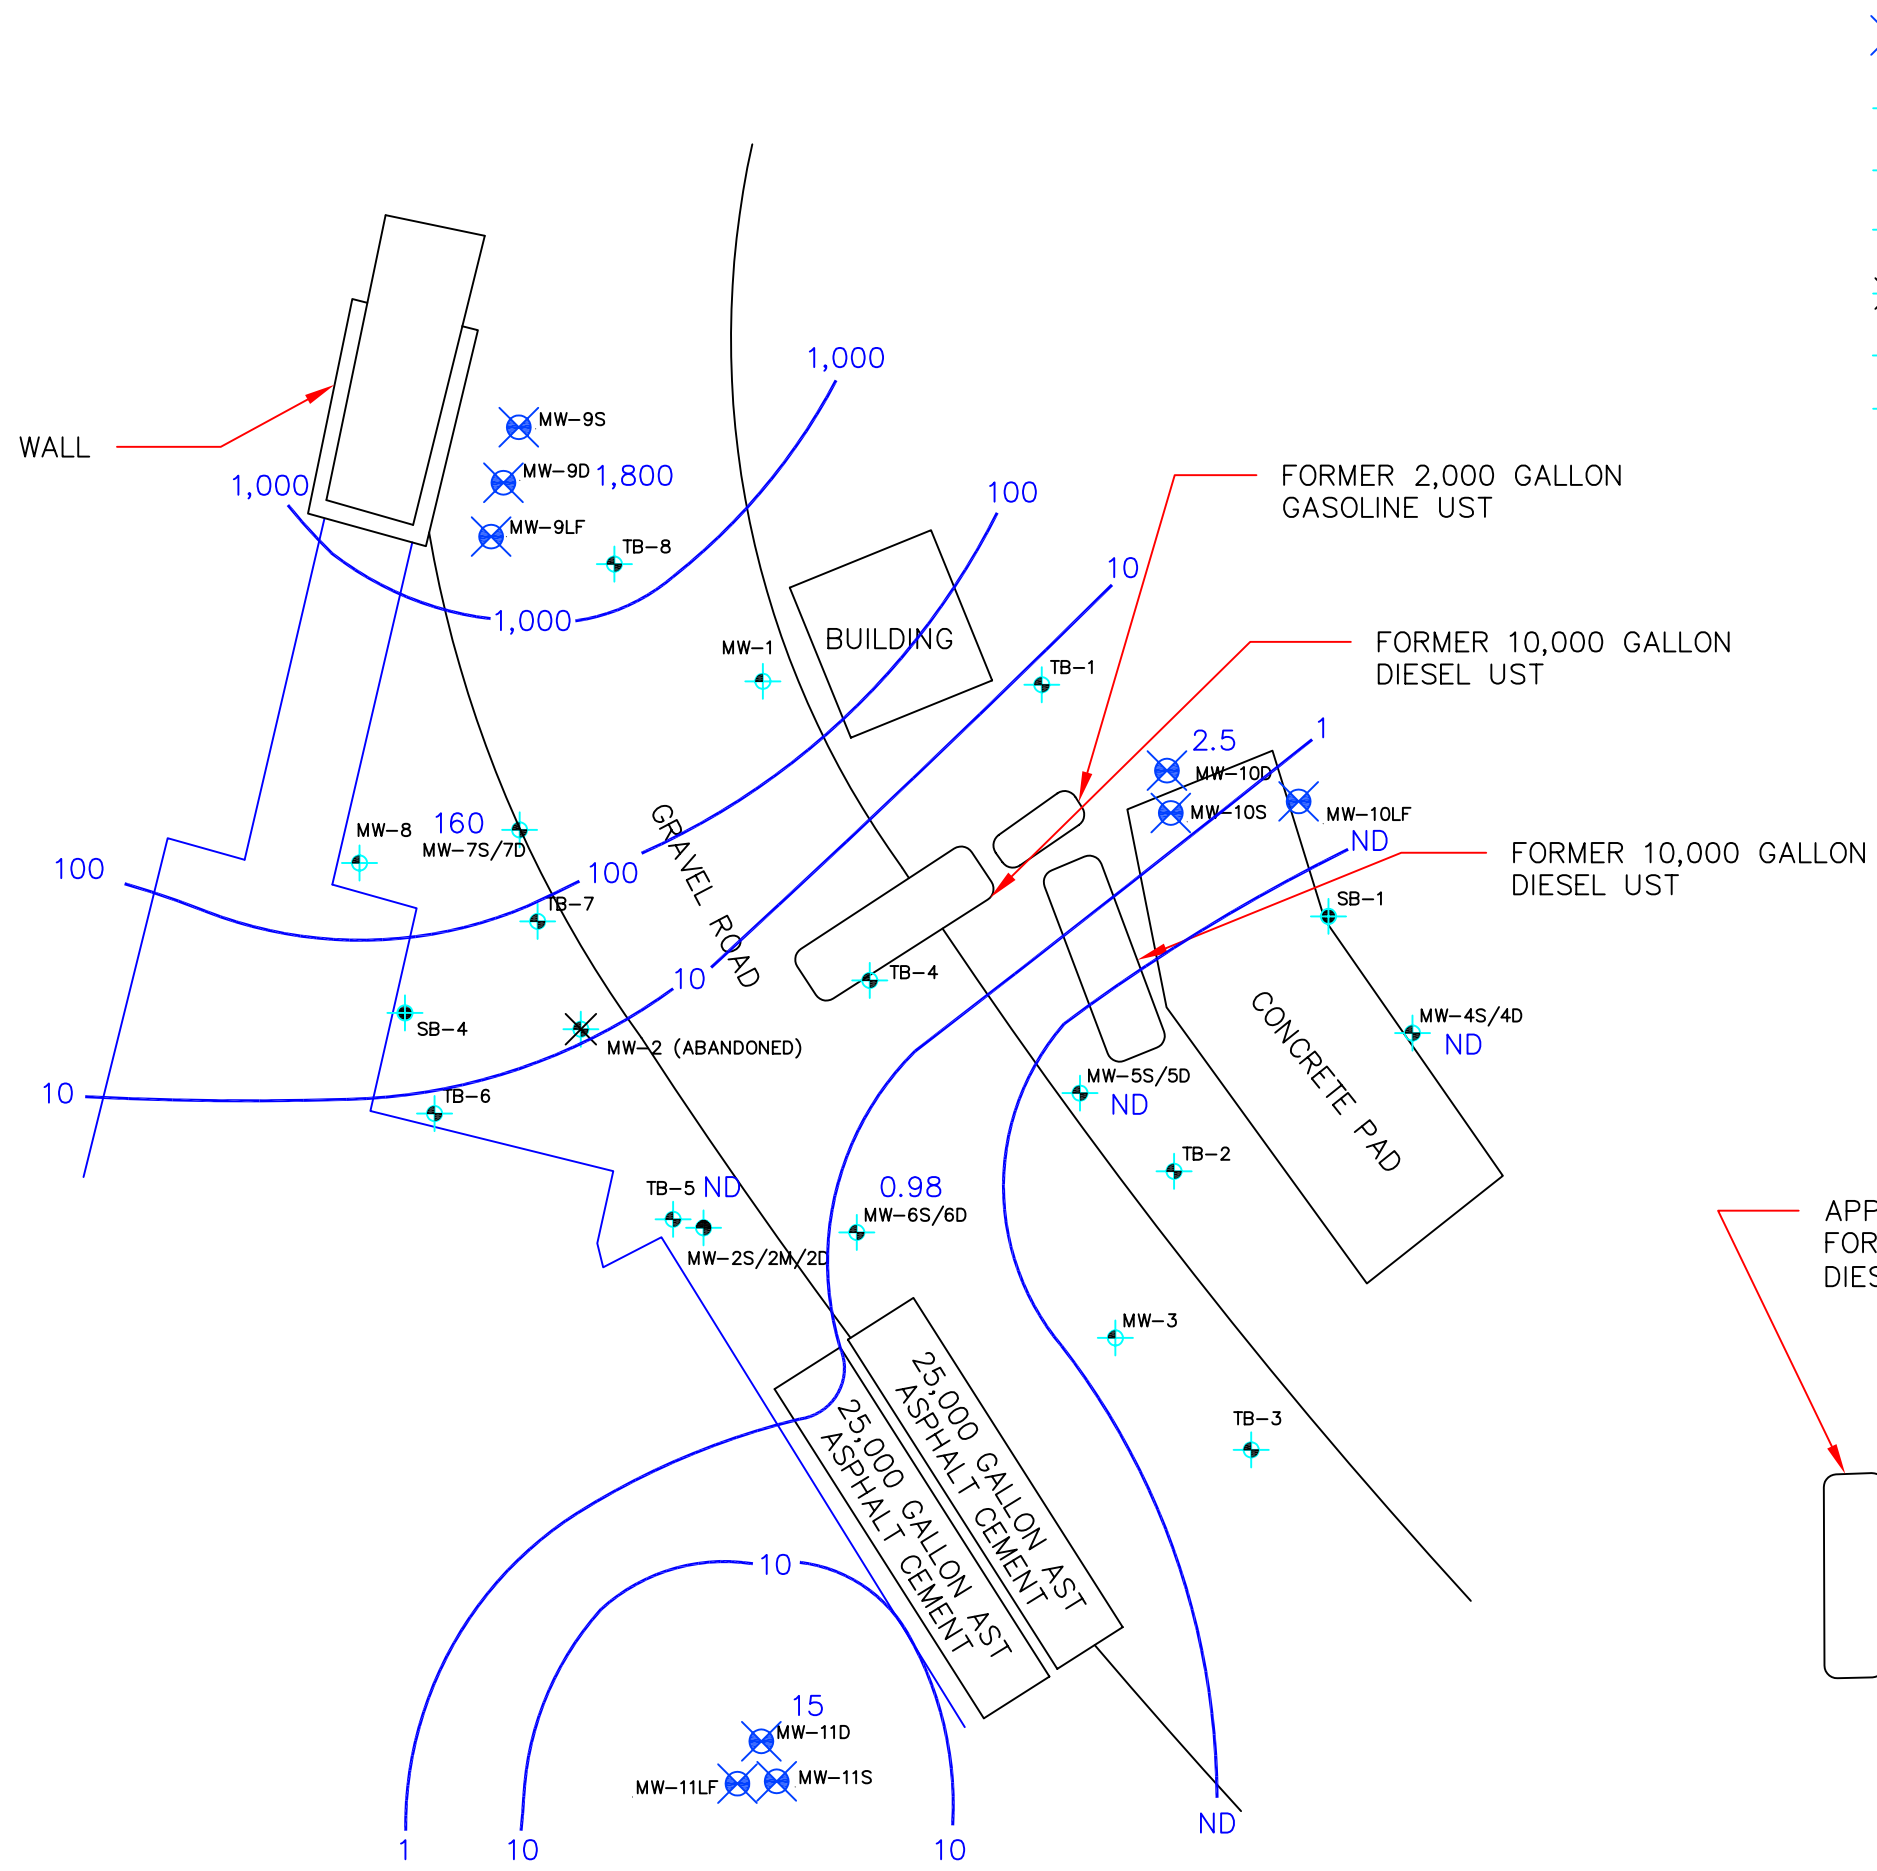 1,000
MW-9S
WALL
1,000
MW-9D
1,800
100
FORMER 2,000 GALLON
GASOLINE UST
MW-9LF
TB-8
10
1,000
BUILDING
MW-1
FORMER 10,000 GALLON
DIESEL UST
TB-1
1
2.5
MW-10D
MW-10S
MW-10LF
160
MW-8
MW-7S/7D
GRAVEL ROAD
ND
FORMER 10,000 GALLON
DIESEL UST
100
100
TB-7
SB-1
10
TB-4
SB-4
MW-2 (ABANDONED)
CONCRETE PAD
MW-4S/4D
ND
10
TB-6
MW-5S/5D
ND
TB-2
TB-5
ND
0.98
MW-6S/6D
MW-2S/2M/2D
APP
FOR
DIES
MW-3
25,000 GALLON AST
ASPHALT CEMENT
25,000 GALLON AST
ASPHALT CEMENT
TB-3
10
15
MW-11D
MW-11LF
MW-11S
ND
1
10
10